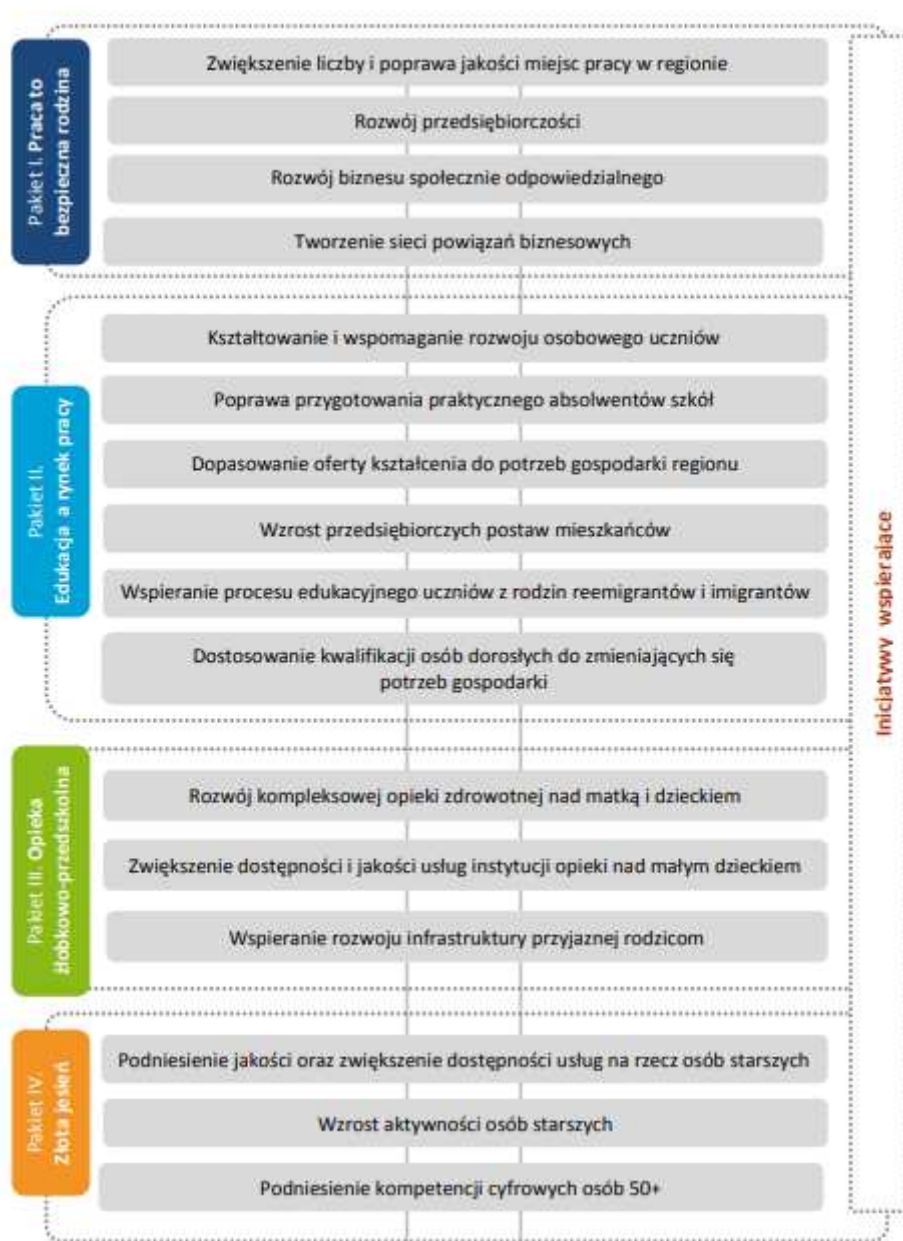 Pakiet I. Praca to
bezpieczna rodzina
Zwiększenie liczby i poprawa jakości miejsc pracy w regionie
Rozwój przedsiębiorczości
Rozwój biznesu społecznie odpowiedzialnego
Tworzenie sieci powiązań biznesowych
Pakiet II.
Edukacja a rynek pracy
Kształtowanie i wspomaganie rozwoju osobowego uczniów
Poprawa przygotowania praktycznego absolwentów szkół
Dopasowanie oferty kształcenia do potrzeb gospodarki regionu
Wzrost przedsiębiorczych postaw mieszkańców
Wspieranie procesu edukacyjnego uczniów z rodzin reemigrantów i imigrantów
Dostosowanie kwalifikacji osób dorosłych do zmieniających się
potrzeb gospodarki
Pakiet III. Opieka
żłobkowo-przedszkolna
Rozwój kompleksowej opieki zdrowotnej nad matką i dzieckiem
Zwiększenie dostępności i jakości usług instytucji opieki nad małym dzieckiem
Wspieranie rozwoju infrastruktury przyjaznej rodzicom
Pakiet IV.
Złota jesień
Podniesienie jakości oraz zwiększenie dostępności usług na rzecz osób starszych
Wzrost aktywności osób starszych
Podniesienie kompetencji cyfrowych osób 50+
Inicjatywy wspierające